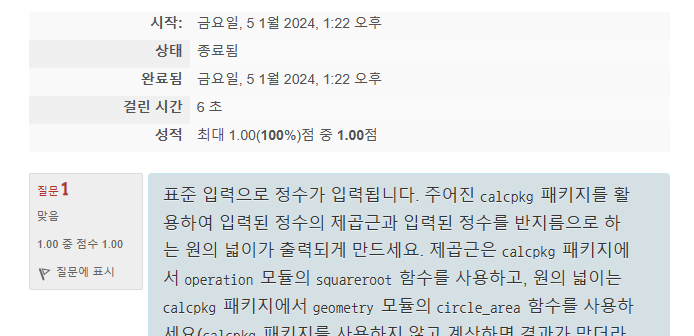 시작: 금요일, 5 1월 2024, 1:22 오후
상태 종료됨
완료됨 금요일, 5 1월 2024, 1:22 오후
걸린 시간 6 초
성적 최대 1.00(100%)점 중 1.00점
질문 1
맞음
1.00 중 점수 1.00
질문에 표시
표준 입력으로 정수가 입력됩니다. 주어진 calcpkg 패키지를 활
용하여 입력된 정수의 제곱근과 입력된 정수를 반지름으로 하
는 원의 넓이가 출력되게 만드세요. 제곱근은 calcpkg 패키지에
서 operation 모듈의 squareroot 함수를 사용하고, 원의 넓이는
calcpkg 패키지에서 geometry 모듈의 circle_area 함수를 사용하
세요(calcpkg 패키지를 사용하지 않고 계산하면 결과가 맞더라